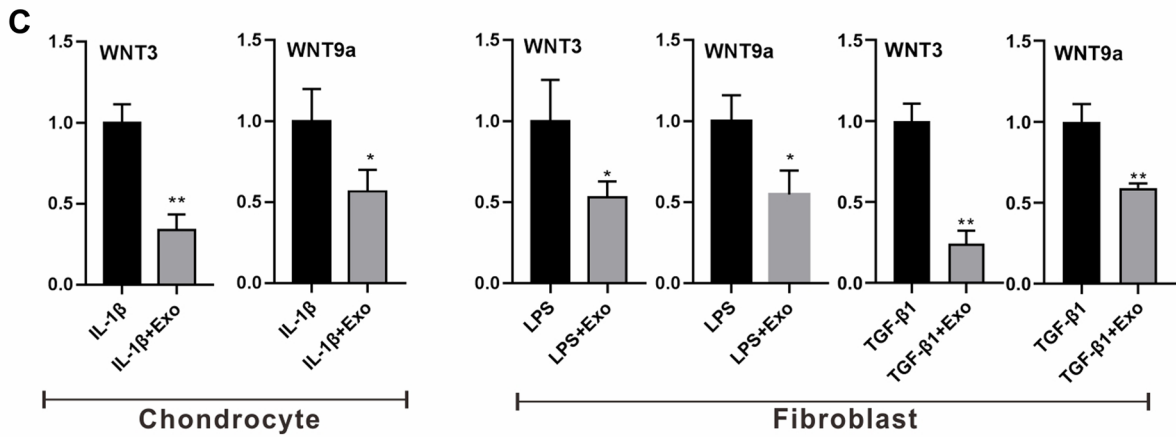 C
WNT3
1.5
1.0
0.5
0.0
**
IL-1β
IL-1β+Exo
WNT9a
1.5
1.0
0.5
0.0
*
IL-1β
IL-1β+Exo
Chondrocyte
WNT3
1.5
1.0
0.5
0.0
*
LPS
LPS+Exo
WNT9a
1.5
1.0
0.5
0.0
*
LPS
LPS+Exo
WNT3
1.5
1.0
0.5
0.0
**
TGF-β1
TGF-β1+Exo
WNT9a
1.5
1.0
0.5
0.0
**
TGF-β1
TGF-β1+Exo
Fibroblast